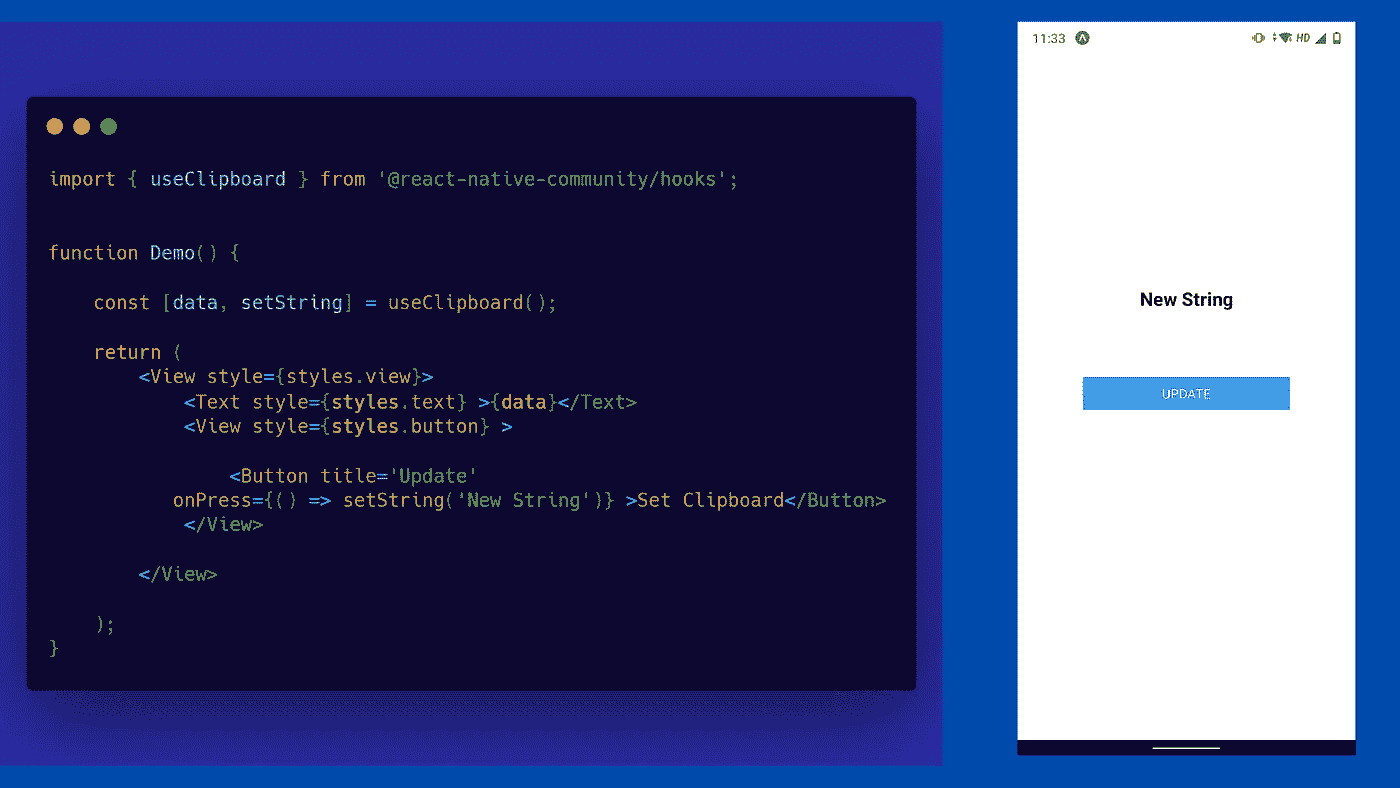 import { useClipboard } from '@react-native-community/hooks';
function Demo() {
const [data, setString] = useClipboard();
return (
<View style={styles.view}>
<Text style={styles.text} >{data}</Text>
<View style={styles.button} >
<Button title='Update'
onPress={() => setString('New String')} >Set Clipboard</Button>
</View>
</View>
);
}
11:33
HD
New String
UPDATE